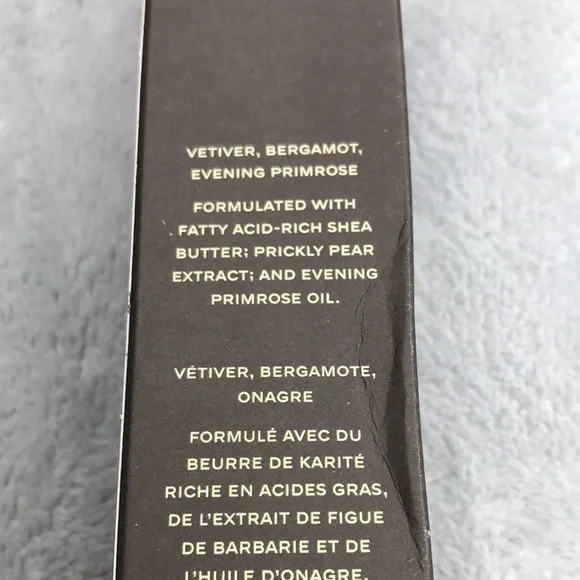 VETIVER, BERGAMOT,
EVENING PRIMROSE
FORMULATED WITH
FATTY ACID-RICH SHEA
BUTTER; PRICKLY PEAR
EXTRACT; AND EVENING
PRIMROSE OIL.
VÉTIVER, BERGAMOTE,
ONAGRE
FORMULÉ AVEC DU
BEURRE DE KARITÉ
RICHE EN ACIDES GRAS,
DE L'EXTRAIT DE FIGUE
DE BARBARIE ET DE
L'HUILE D'ONAGRE.